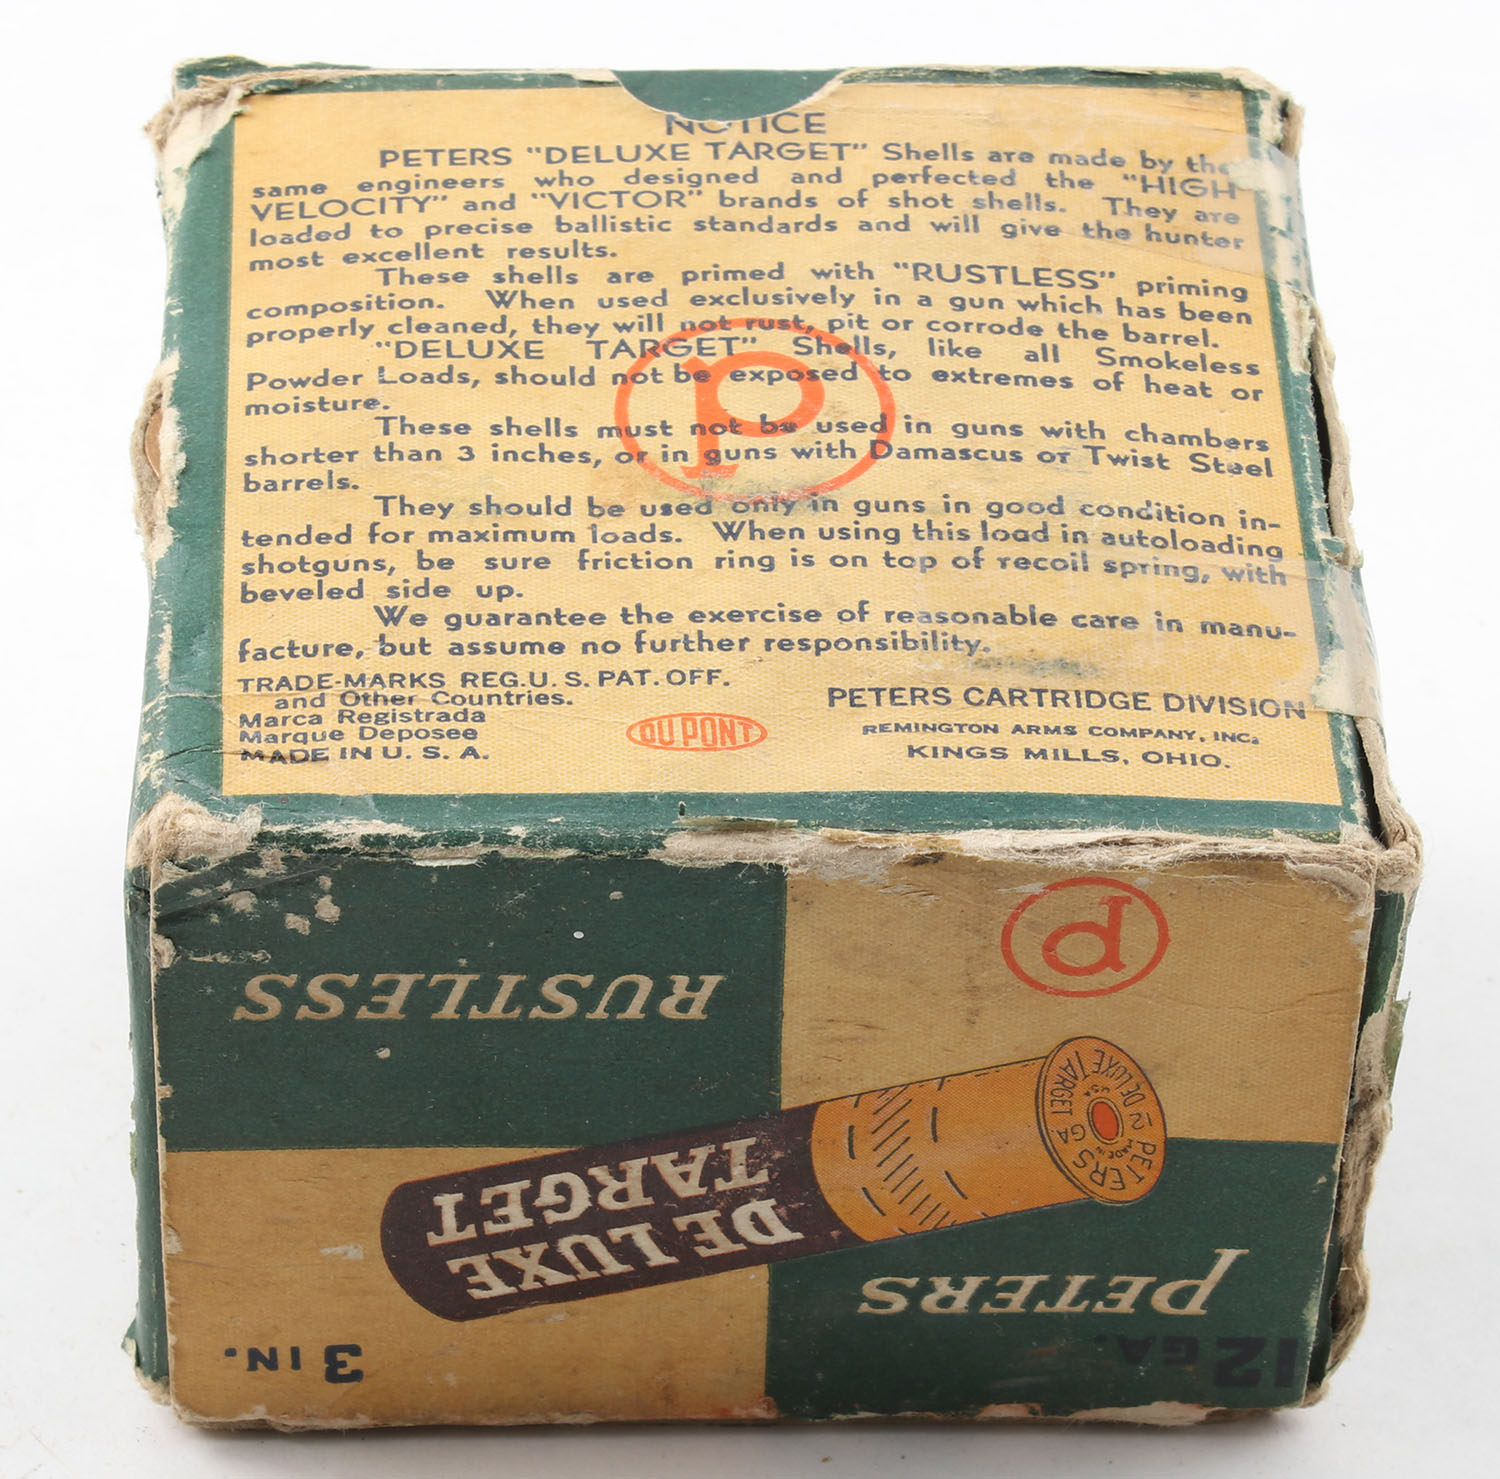 NOTICE
PETERS "DELUXE TARGET" Shells are made by the
same engineers who designed and perfected the "HIGH
VELOCITY" and "VICTOR" brands of shot shells. They are
loaded to precise ballistic standards and will give the hunter
most excellent results.
These shells are primed with "RUSTLESS" priming
composition. When used exclusively in a gun which has been
properly cleaned, they will not rust, pit or corrode the barrel.
"DELUXE TARGET" Shells, like all Smokeless
Powder Loads, should not be exposed to extremes of heat or
moisture.
These shells must not be used in guns with chambers
shorter than 3 inches, or in guns with Damascus or Twist Steel
barrels.
They should be used only in guns in good condition in-
tended for maximum loads. When using this load in autoloading
shotguns, be sure friction ring is on top of recoil spring, with
beveled side up.
We guarantee the exercise of reasonable care in manu-
facture, but assume no further responsibility.
TRADE-MARKS REG. U. S. PAT. OFF.
and Other Countries.
Marca Registrada
Marque Deposee
MADE IN U. S. A.
DU PONT
PETERS CARTRIDGE DIVISION
REMINGTON ARMS COMPANY, INC.
KINGS MILLS, OHIO.
P
12 GA.
3 IN.
PETERS
DE LUXE
TARGET
PETERS 12 DE LUXE TARGET GA
MADE IN USA
RUSTLESS
P